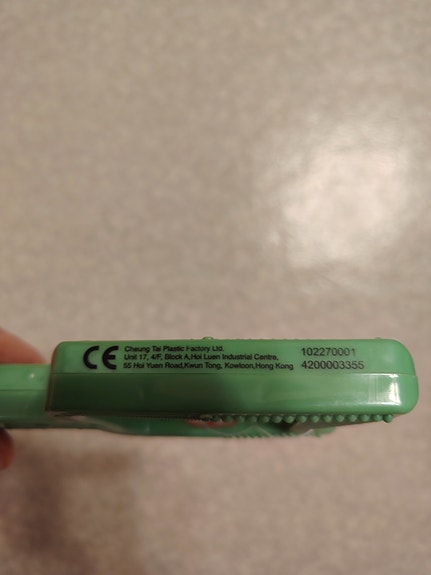 CE
Cheung Tai Plastic Factory Ltd.
Unit 17, 4/F, Block A,Hoi Luen Industrial Centre,
55 Hoi Yuen Road,Kwun Tong, Kowloon,Hong Kong
102270001
4200003355